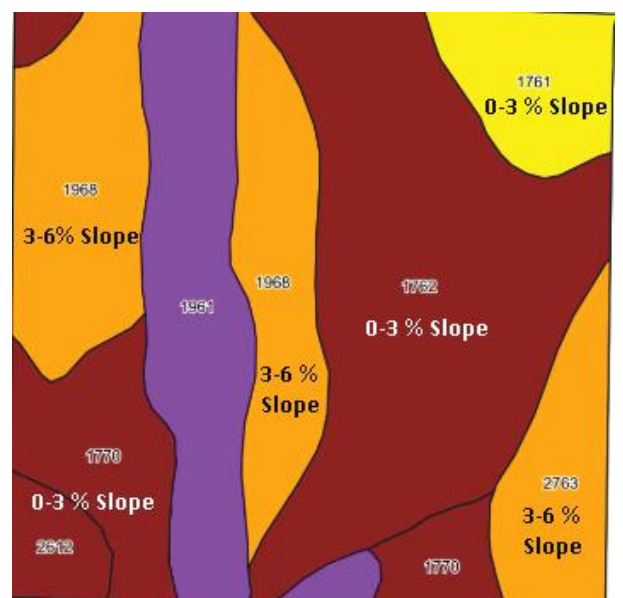 1761
0-3 % Slope
1968
3-6% Slope
1961
1968
3-6 %
Slope
1762
0-3 % Slope
1770
0-3 % Slope
2612
2763
3-6 %
Slope
1770